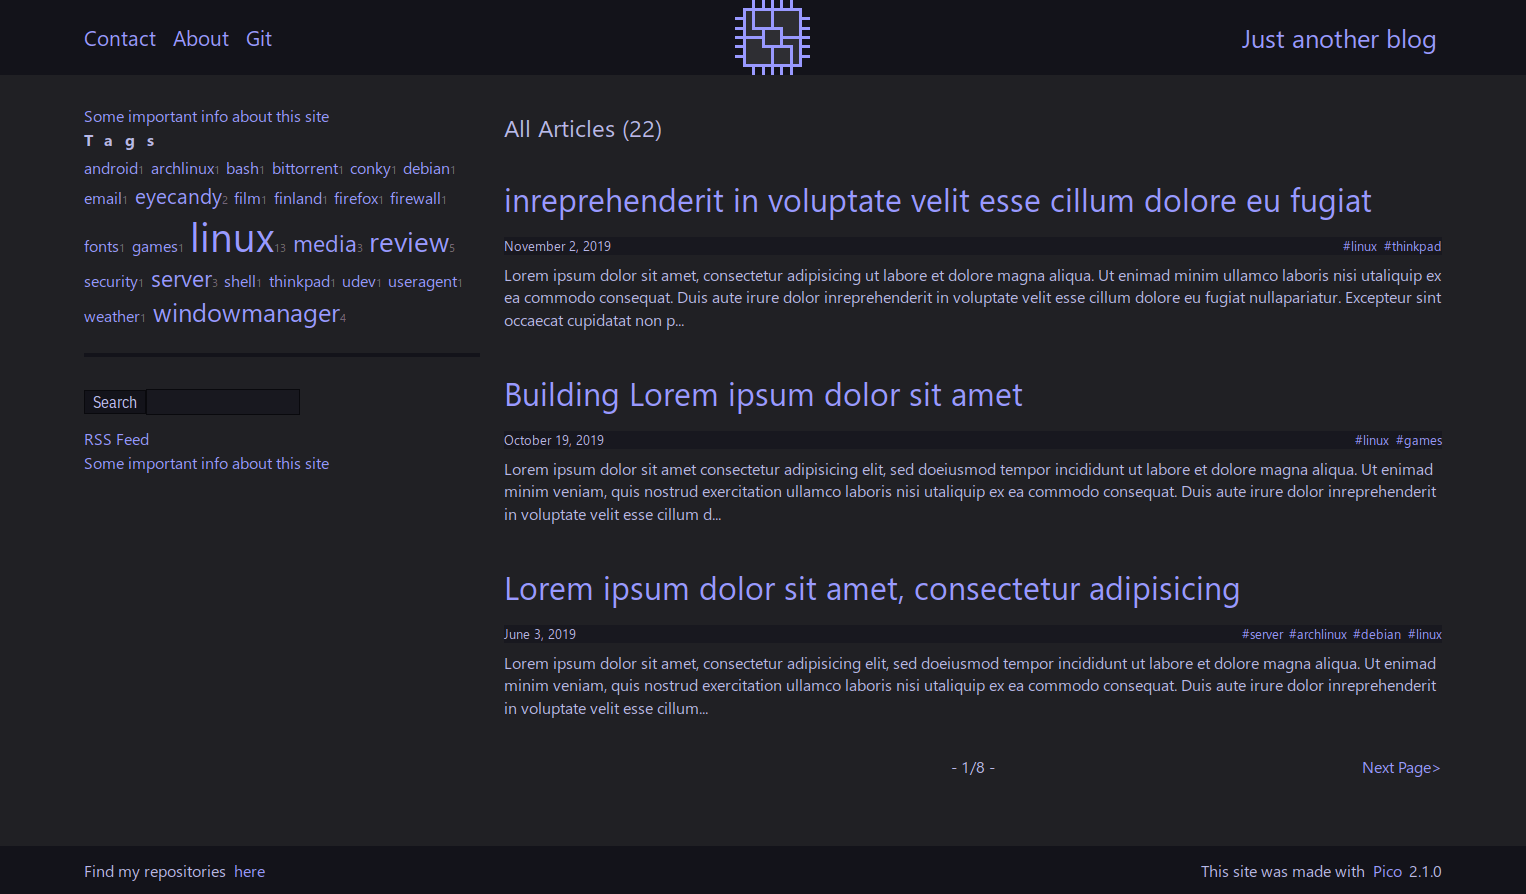 Contact About Git
Just another blog
Some important info about this site
Tags
android1 archlinux1 bash1 bittorrent1 conky1 debian1
email1 eyecandy2 film1 finland1 firefox1 firewall1
fonts1 games1 linux13 media3 review5
security1 server3 shell1 thinkpad1 udev1 useragent1
weather1 windowmanager4
Search
RSS Feed
Some important info about this site
All Articles (22)
inreprehenderit in voluptate velit esse cillum dolore eu fugiat
November 2, 2019 #linux #thinkpad
Lorem ipsum dolor sit amet, consectetur adipisicing ut labore et dolore magna aliqua. Ut enimad minim ullamco laboris nisi utaliquip ex
ea commodo consequat. Duis aute irure dolor inreprehenderit in voluptate velit esse cillum dolore eu fugiat nullapariatur. Excepteur sint
occaecat cupidatat non p...
Building Lorem ipsum dolor sit amet
October 19, 2019 #linux #games
Lorem ipsum dolor sit amet consectetur adipisicing elit, sed doeiusmod tempor incididunt ut labore et dolore magna aliqua. Ut enimad
minim veniam, quis nostrud exercitation ullamco laboris nisi utaliquip ex ea commodo consequat. Duis aute irure dolor inreprehenderit
in voluptate velit esse cillum d...
Lorem ipsum dolor sit amet, consectetur adipisicing
June 3, 2019 #server #archlinux #debian #linux
Lorem ipsum dolor sit amet, consectetur adipisicing elit, sed doeiusmod tempor incididunt ut labore et dolore magna aliqua. Ut enimad
minim veniam, quis nostrud exercitation ullamco laboris nisi utaliquip ex ea commodo consequat. Duis aute irure dolor inreprehenderit
in voluptate velit esse cillum...
- 1/8 - Next Page>
Find my repositories here
This site was made with Pico 2.1.0